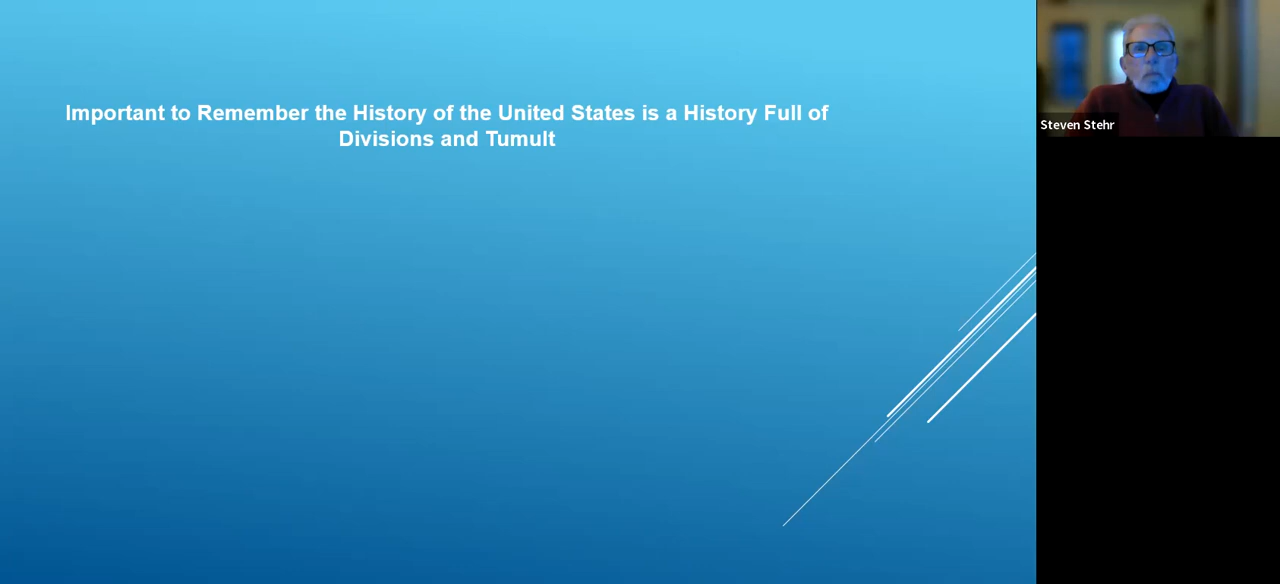 Important to Remember the History of the United States is a History Full of
Divisions and Tumult
Steven Stehr